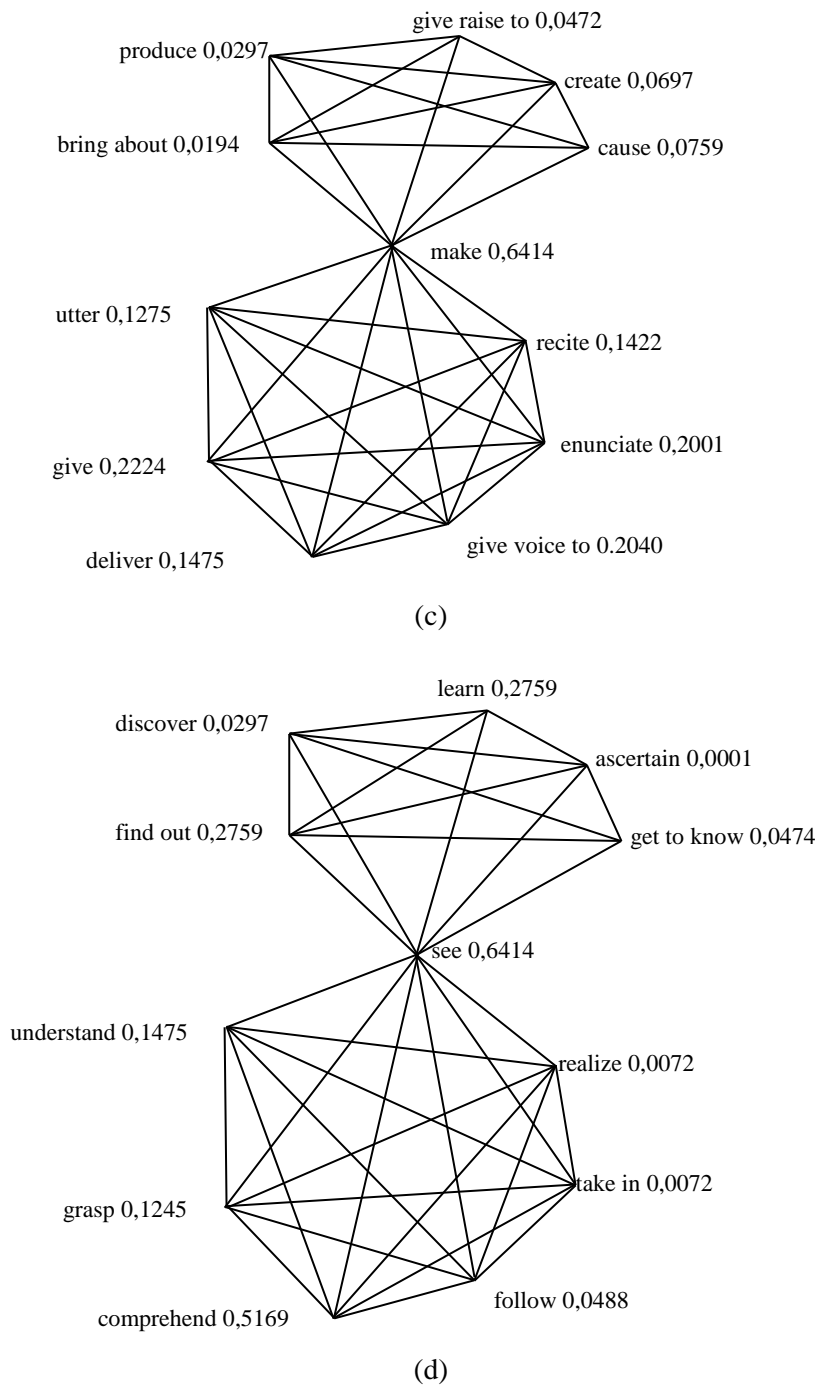 give raise to 0,0472
produce 0,0297
create 0,0697
bring about 0,0194
cause 0,0759
make 0,6414
utter 0,1275
recite 0,1422
enunciate 0,2001
give 0,2224
give voice to 0.2040
deliver 0,1475
(c)
learn 0,2759
discover 0,0297
ascertain 0,0001
find out 0,2759
get to know 0,0474
see 0,6414
understand 0,1475
realize 0,0072
take in 0,0072
grasp 0,1245
follow 0,0488
comprehend 0,5169
(d)